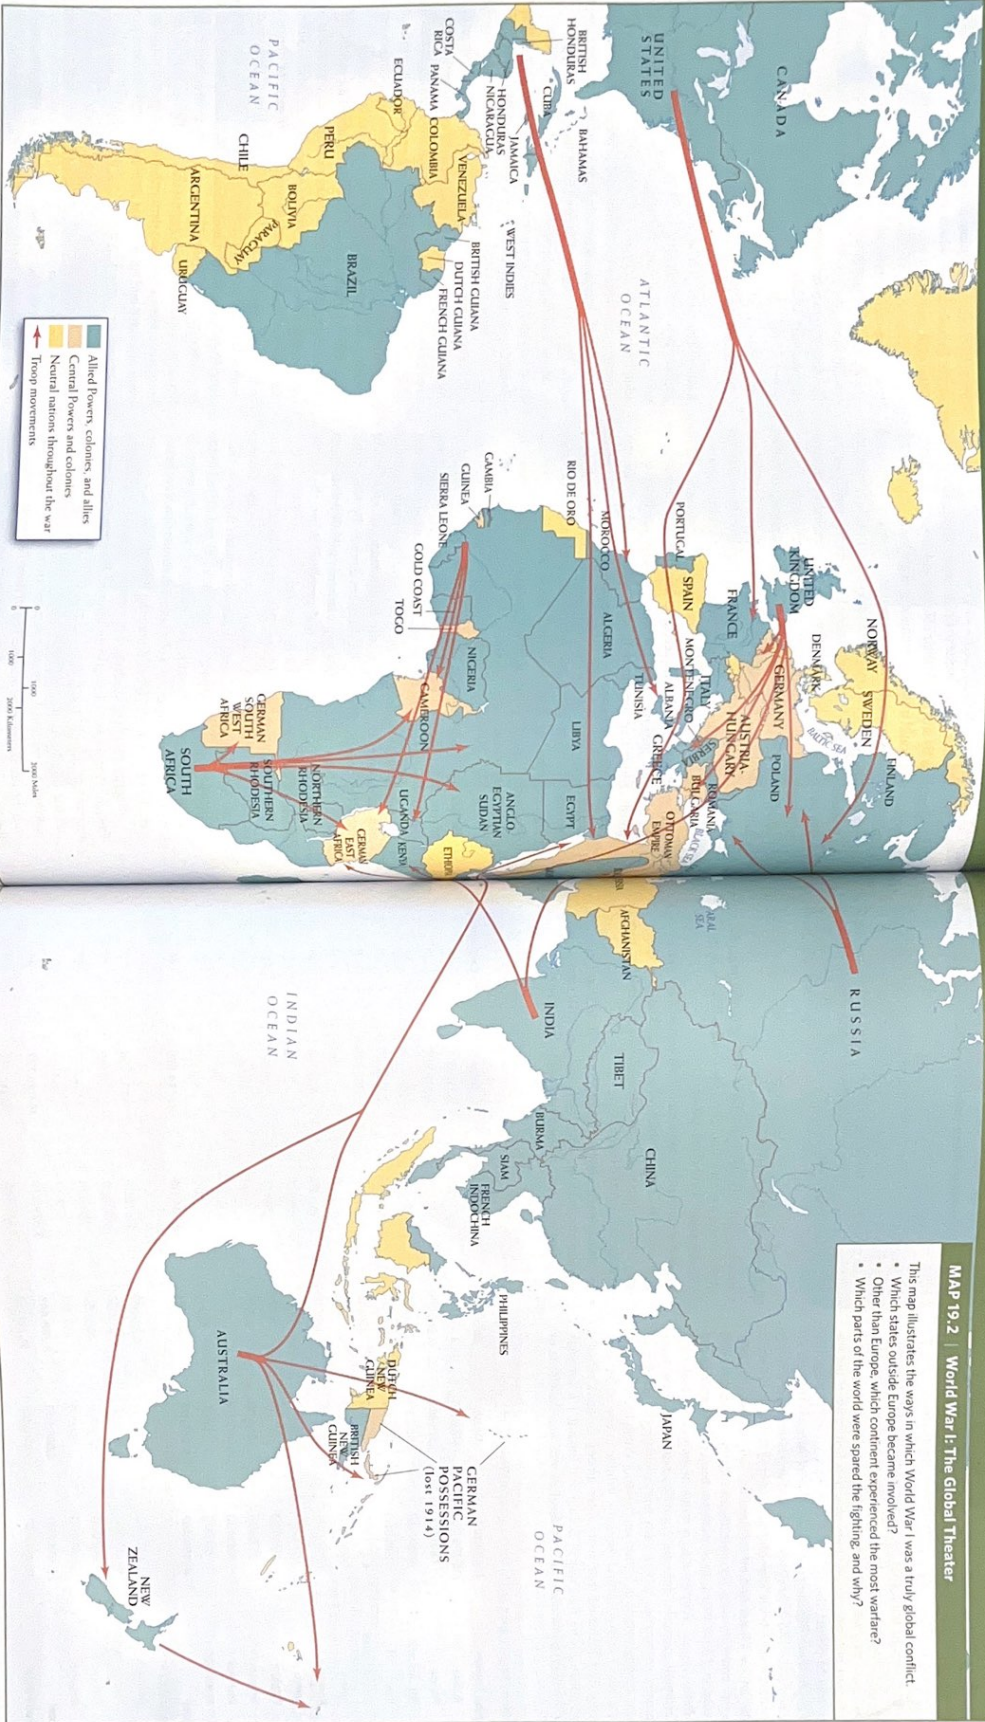 MAP 19.2 | World War I: The Global Theater
This map illustrates the ways in which World War I was a truly global conflict.
• Which states outside Europe became involved?
• Other than Europe, which continent experienced the most warfare?
• Which parts of the world were spared the fighting, and why?
CANADA
UNITED
STATES
BRITISH
HONDURAS
CUBA
BAHAMAS
JAMAICA
HONDURAS
NICARAGUA
COSTA
RICA
PANAMA
WEST INDIES
VENEZUELA
COLOMBIA
ECUADOR
BRITISH GUIANA
DUTCH GUIANA
FRENCH GUIANA
PERU
BRAZIL
BOLIVIA
PARAGUAY
CHILE
ARGENTINA
URUGUAY
PACIFIC
OCEAN
ATLANTIC
OCEAN
NORWAY
SWEDEN
FINLAND
DENMARK
BALTIC SEA
UNITED
KINGDOM
GERMANY
POLAND
FRANCE
AUSTRIA-
HUNGARY
PORTUGAL
SPAIN
ITALY
MONTENEGRO
ALBANIA
SERBIA
ROMANIA
BULGARIA
BLACK SEA
GREECE
OTTOMAN
EMPIRE
MOROCCO
ALGERIA
TUNISIA
LIBYA
EGYPT
RIO DE ORO
GAMBIA
GUINEA
SIERRA LEONE
GOLD COAST
TOGO
NIGERIA
CAMEROON
ANGLO
EGYPTIAN
SUDAN
ETHIOP
UGANDA
KENYA
GERMAN
EAST
AFRICA
NORTHERN
RHODESIA
SOUTHERN
RHODESIA
GERMAN
SOUTH
WEST
AFRICA
SOUTH
AFRICA
RUSSIA
ARAL
SEA
AFGHANISTAN
INDIA
TIBET
CHINA
BURMA
SIAM
FRENCH
INDOCHINA
PHILIPPINES
JAPAN
INDIAN
OCEAN
DUTCH
NEW
GUINEA
BRITISH
NEW
GUINEA
GERMAN
PACIFIC
POSSESSIONS
(lost 1914)
PACIFIC
OCEAN
AUSTRALIA
NEW
ZEALAND
Allied Powers, colonies, and allies
Central Powers and colonies
Neutral nations throughout the war
Troop movements
0 1000 2000 Miles
0 1000 2000 Kilometers